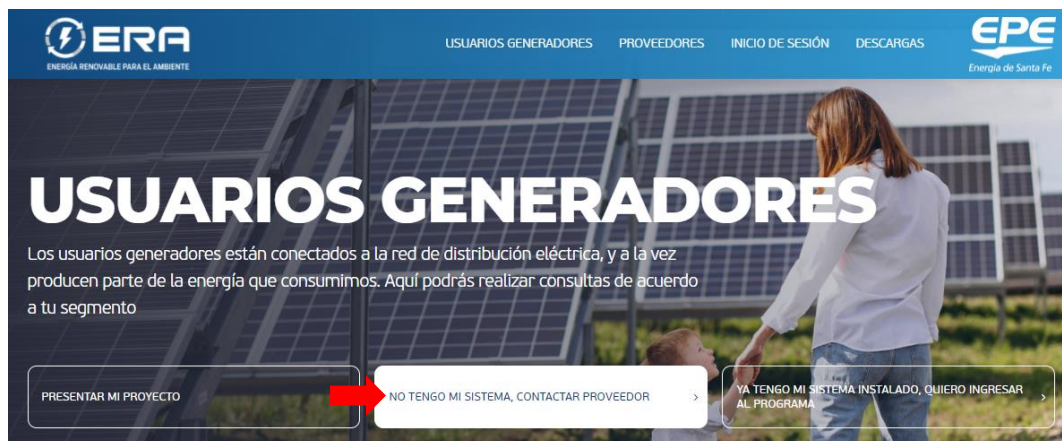 ERA
ENERGÍA RENOVABLE PARA EL AMBIENTE
USUARIOS GENERADORES
PROVEEDORES
INICIO DE SESIÓN
DESCARGAS
EPE
Energía de Santa Fe
USUARIOS GENERADORES
Los usuarios generadores están conectados a la red de distribución eléctrica, y a la vez
producen parte de la energía que consumimos. Aquí podrás realizar consultas de acuerdo
a tu segmento
PRESENTAR MI PROYECTO
NO TENGO MI SISTEMA, CONTACTAR PROVEEDOR
YA TENGO MI SISTEMA INSTALADO, QUIERO INGRESAR
AL PROGRAMA